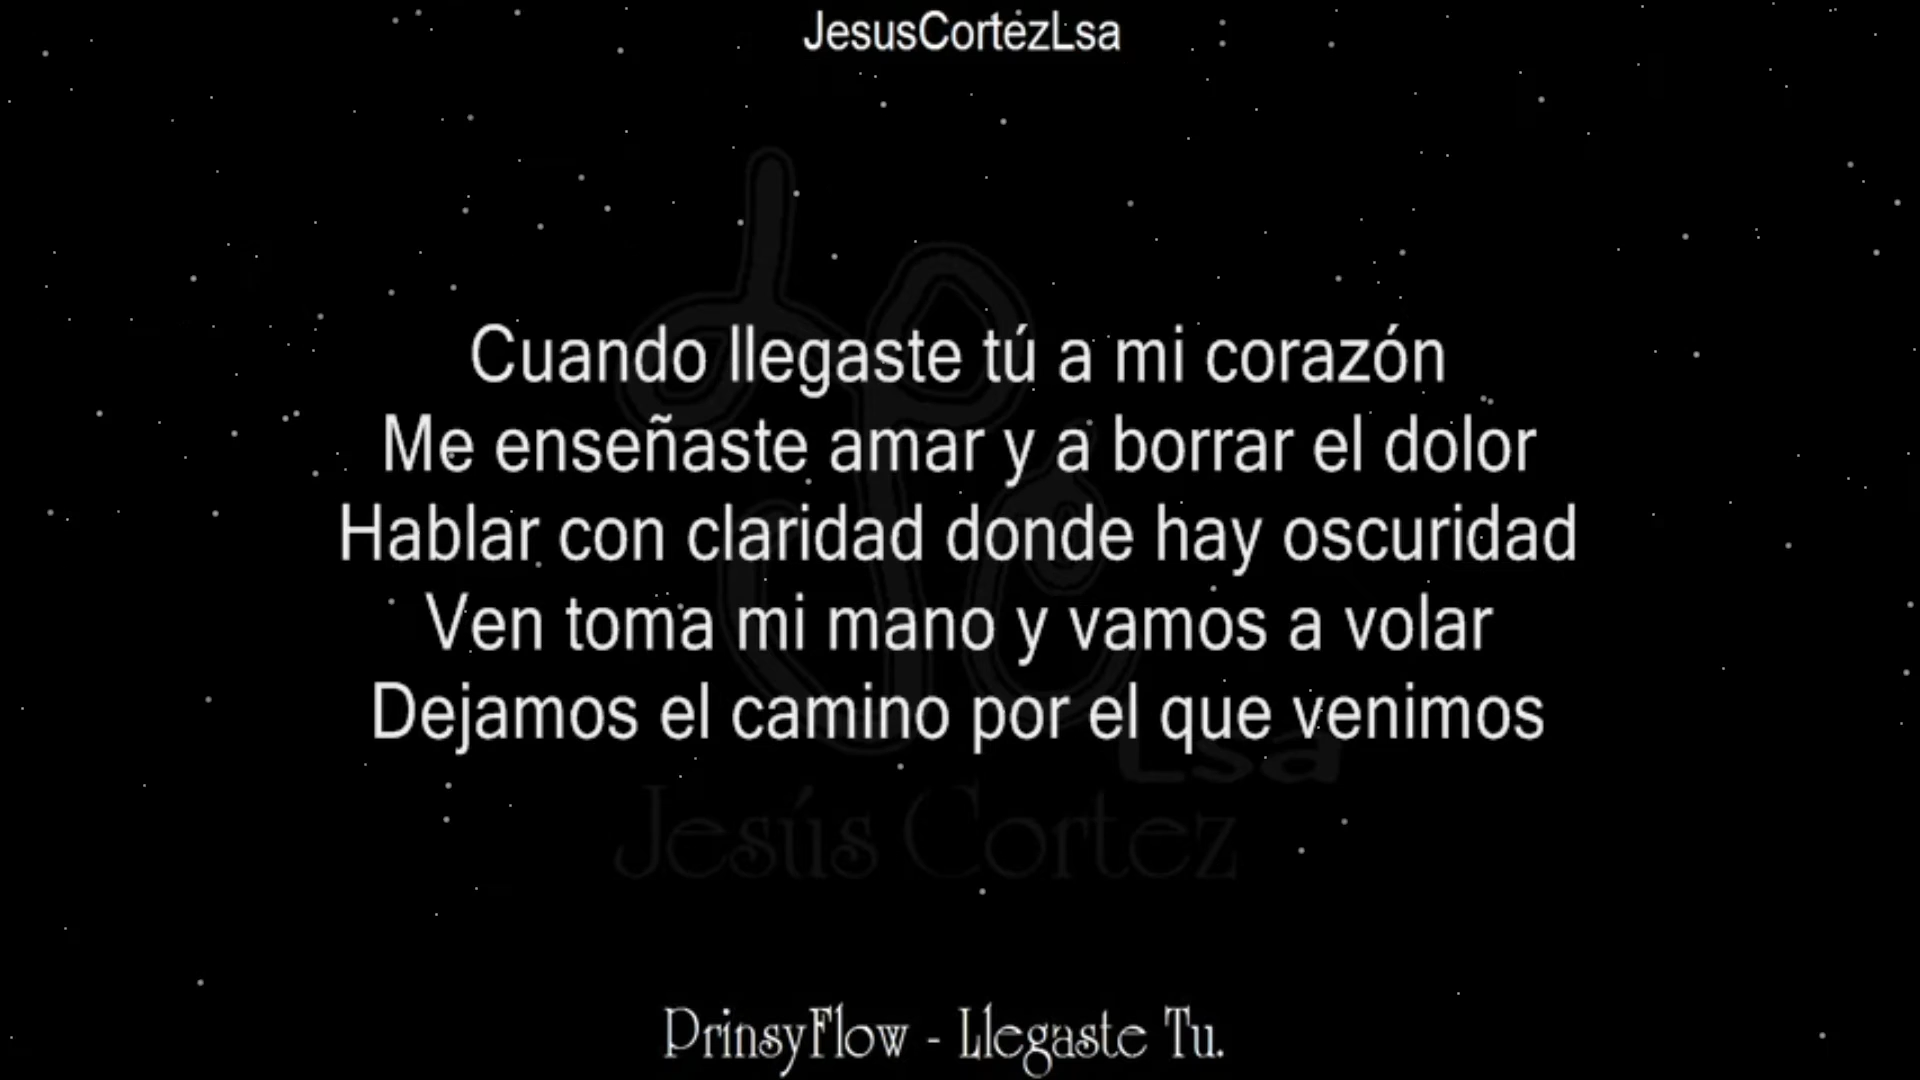 JesusCortezLsa
Cuando llegaste tú a mi corazón
Me enseñaste amar y a borrar el dolor
Hablar con claridad donde hay oscuridad
Ven toma mi mano y vamos a volar
Dejamos el camino por el que venimos
Lsa
Jesús Cortez
PrinsyFlow - Llegaste Tu.